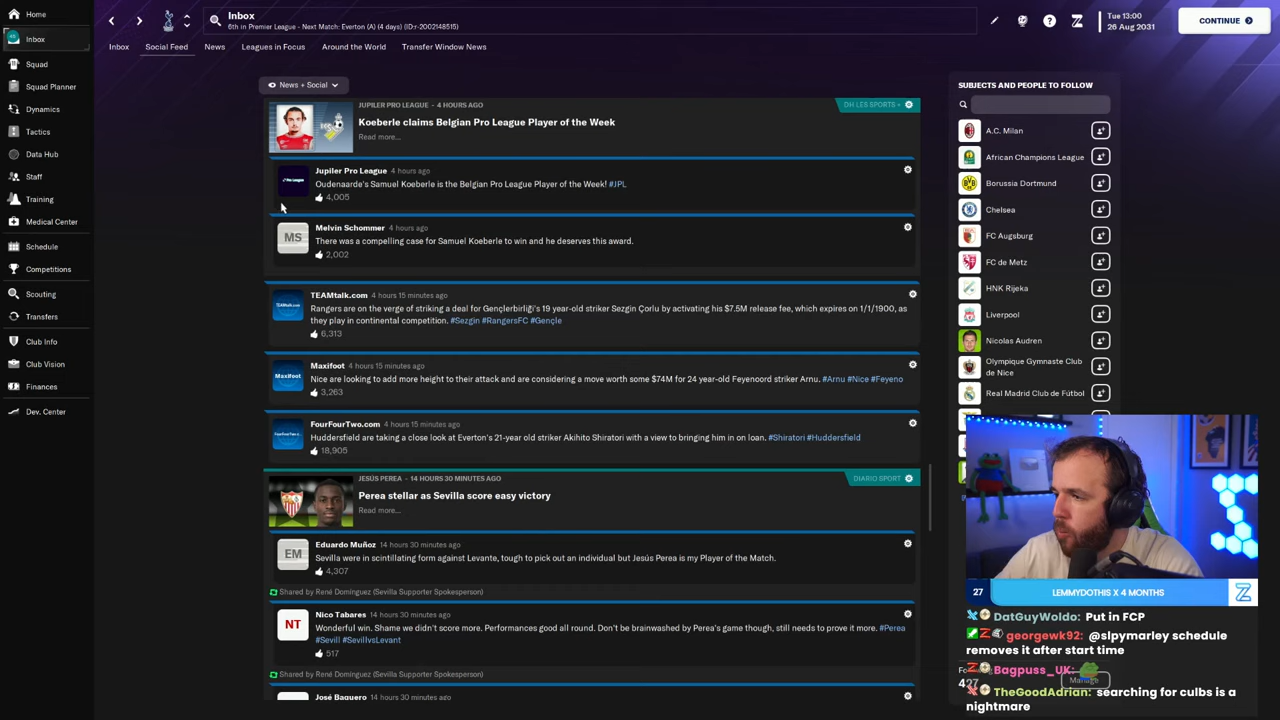 Home
Inbox
Squad
Squad Planner
Dynamics
Tactics
Data Hub
Staff
Training
Medical Center
Schedule
Competitions
Scouting
Transfers
Club Info
Club Vision
Finances
Dev. Center
Inbox
6th in Premier League - Next Match: Everton (A) (4 days) (ID:r-2002148515)
Tue 13:00
26 Aug 2031
CONTINUE
Inbox
Social Feed
News
Leagues in Focus
Around the World
Transfer Window News
News + Social
JUPILER PRO LEAGUE - 4 HOURS AGO
DH LES SPORTS +
Koeberle claims Belgian Pro League Player of the Week
Read more...
Jupiler Pro League 4 hours ago
Oudenaarde's Samuel Koeberle is the Belgian Pro League Player of the Week! #JPL
4,005
MS
Melvin Schommer 4 hours ago
There was a compelling case for Samuel Koeberle to win and he deserves this award.
2,002
TEAMtalk.com 4 hours 15 minutes ago
Rangers are on the verge of striking a deal for Gençlerbirliği's 19 year-old striker Sezgin Çorlu by activating his $7.5M release fee, which expires on 1/1/1900, as
they play in continental competition. #Sezgin #RangersFC #Gençle
6,313
Maxifoot 4 hours 15 minutes ago
Nice are looking to add more height to their attack and are considering a move worth some $74M for 24 year-old Feyenoord striker Arnu. #Arnu #Nice #Feyeno
3,263
FourFourTwo.com 4 hours 15 minutes ago
Huddersfield are taking a close look at Everton's 21-year old striker Akihito Shiratori with a view to bringing him in on loan. #Shiratori #Huddersfield
18,905
JESÚS PEREA - 14 HOURS 30 MINUTES AGO
DIARIO SPORT
Perea stellar as Sevilla score easy victory
Read more...
EM
Eduardo Muñoz 14 hours 30 minutes ago
Sevilla were in scintillating form against Levante, tough to pick out an individual but Jesús Perea is my Player of the Match.
4,307
Shared by René Domínguez (Sevilla Supporter Spokesperson)
NT
Nico Tabares 14 hours 30 minutes ago
Wonderful win. Shame we didn't score more. Performances good all round. Don't be brainwashed by Perea's game though, still needs to prove it more. #Perea
#Sevill #SevillvsLevant
517
Shared by René Domínguez (Sevilla Supporter Spokesperson)
José Baquero 14 hours 30 minutes ago
SUBJECTS AND PEOPLE TO FOLLOW
A.C. Milan
African Champions League
Borussia Dortmund
Chelsea
FC Augsburg
FC de Metz
HNK Rijeka
Liverpool
Nicolas Audren
Olympique Gymnaste Club
de Nice
Real Madrid Club de Fútbol
27
LEMMYDOTHIS X 4 MONTHS
DatGuyWoldo: Put in FCP
georgewk92: @slpymarley schedule
removes it after start time
Bagpuss_UK:
427
Manage
TheGoodAdrian: searching for culbs is a
nightmare